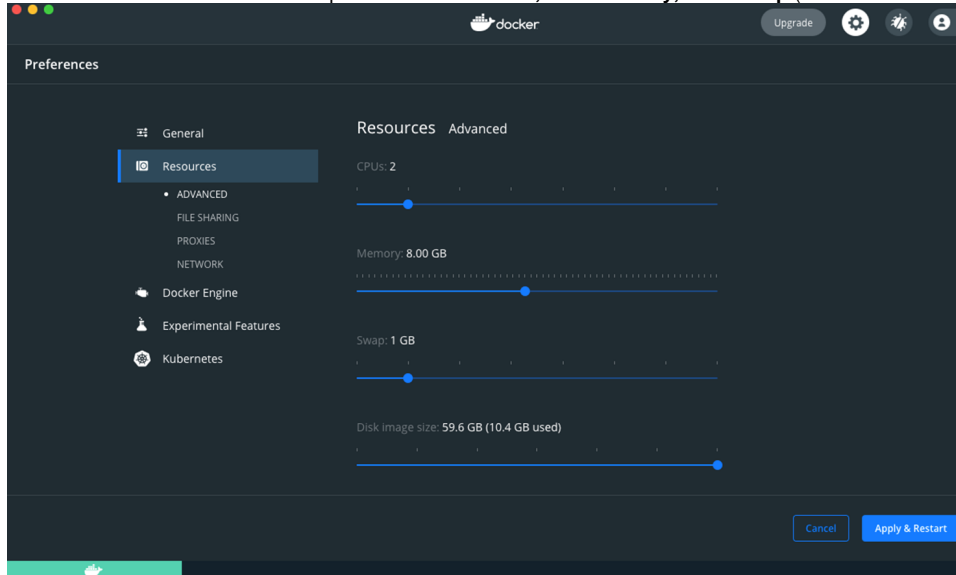 docker
Upgrade
Preferences
General
Resources
ADVANCED
FILE SHARING
PROXIES
NETWORK
Docker Engine
Experimental Features
Kubernetes
Resources Advanced
CPUs: 2
Memory: 8.00 GB
Swap: 1 GB
Disk image size: 59.6 GB (10.4 GB used)
Cancel
Apply & Restart